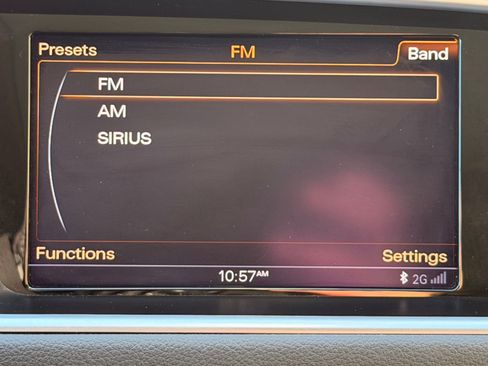 Presets FM Band
FM
AM
SIRIUS
Functions Settings
10:57AM 2G